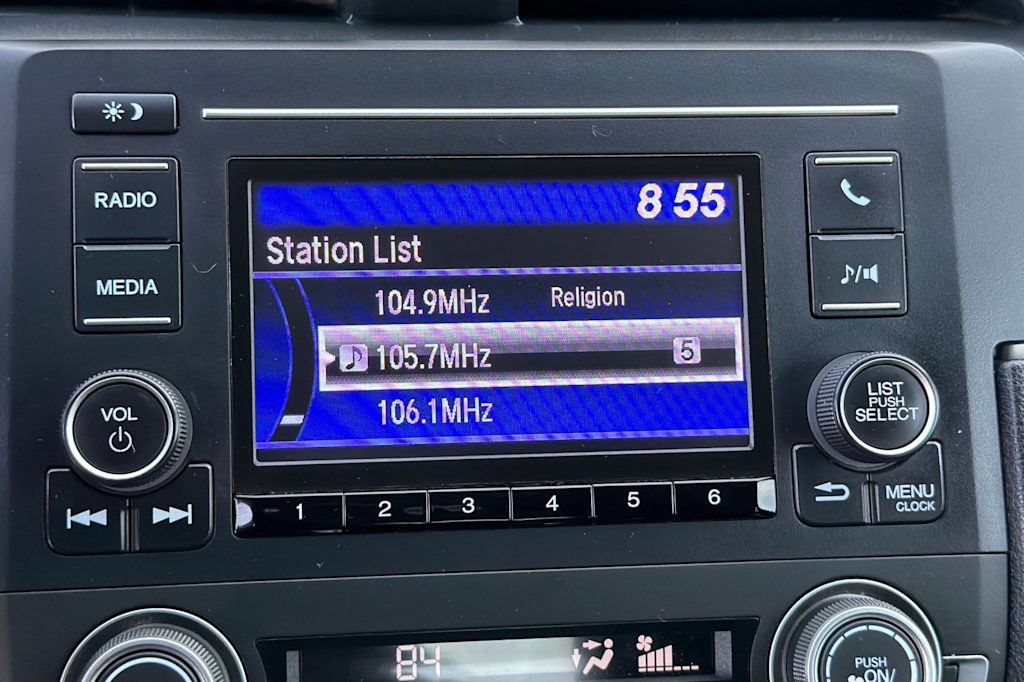 8 55
RADIO
Station List
MEDIA
104.9MHz Religion
105.7MHz 5
106.1MHz
VOL
LIST
PUSH
SELECT
MENU
CLOCK
1 2 3 4 5 6
84
PUSH
ON/